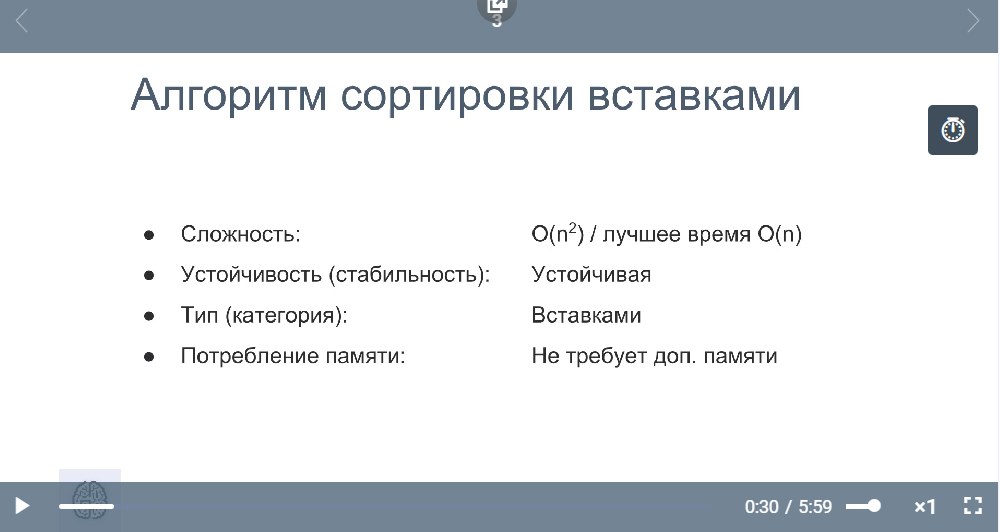 3
Алгоритм сортировки вставками
● Сложность: O(n²) / лучшее время O(n)
● Устойчивость (стабильность): Устойчивая
● Тип (категория): Вставками
● Потребление памяти: Не требует доп. памяти
0:30 / 5:59 ×1